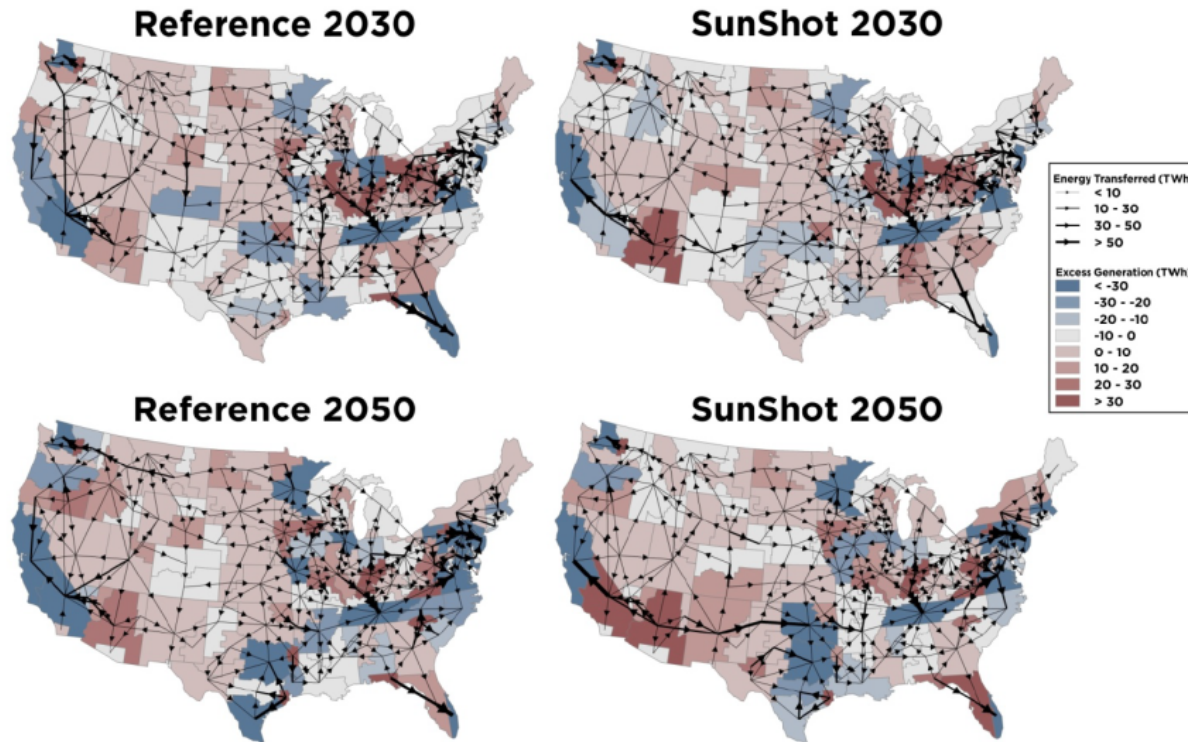 Reference 2030
SunShot 2030
Energy Transferred (TWh
< 10
10 - 30
30 - 50
> 50
Excess Generation (TWh)
< -30
-30 - -20
-20 - -10
-10 - 0
0 - 10
10 - 20
20 - 30
> 30
Reference 2050
SunShot 2050